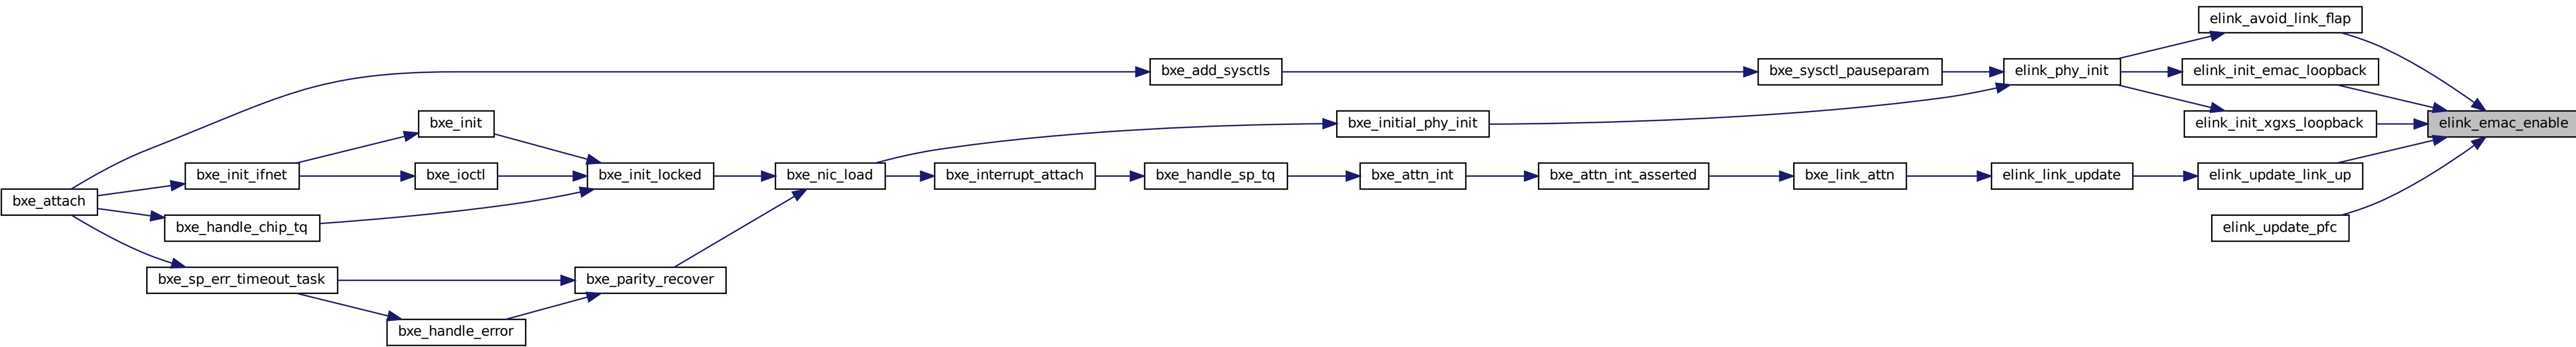 elink_avoid_link_flap
bxe_add_sysctls
bxe_sysctl_pauseparam
elink_phy_init
elink_init_emac_loopback
bxe_init
bxe_initial_phy_init
elink_init_xgxs_loopback
elink_emac_enable
bxe_init_ifnet
bxe_ioctl
bxe_init_locked
bxe_nic_load
bxe_interrupt_attach
bxe_handle_sp_tq
bxe_attn_int
bxe_attn_int_asserted
bxe_link_attn
elink_link_update
elink_update_link_up
bxe_attach
bxe_handle_chip_tq
elink_update_pfc
bxe_sp_err_timeout_task
bxe_parity_recover
bxe_handle_error